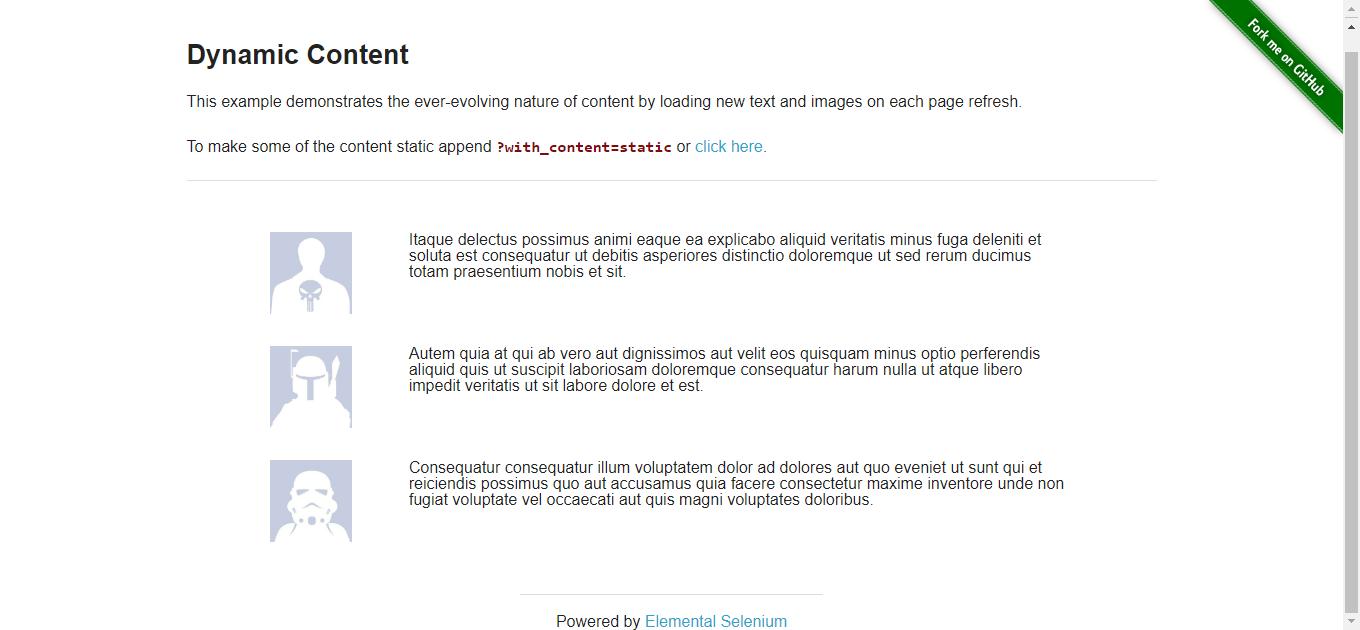 Fork me on GitHub
Dynamic Content
This example demonstrates the ever-evolving nature of content by loading new text and images on each page refresh.
To make some of the content static append ?with_content=static or click here.
Itaque delectus possimus animi eaque ea explicabo aliquid veritatis minus fuga deleniti et
soluta est consequatur ut debitis asperiores distinctio doloremque ut sed rerum ducimus
totam praesentium nobis et sit.
Autem quia at qui ab vero aut dignissimos aut velit eos quisquam minus optio perferendis
aliquid quis ut suscipit laboriosam doloremque consequatur harum nulla ut atque libero
impedit veritatis ut sit labore dolore et est.
Consequatur consequatur illum voluptatem dolor ad dolores aut quo eveniet ut sunt qui et
reiciendis possimus quo aut accusamus quia facere consectetur maxime inventore unde non
fugiat voluptate vel occaecati aut quis magni voluptates doloribus.
Powered by Elemental Selenium